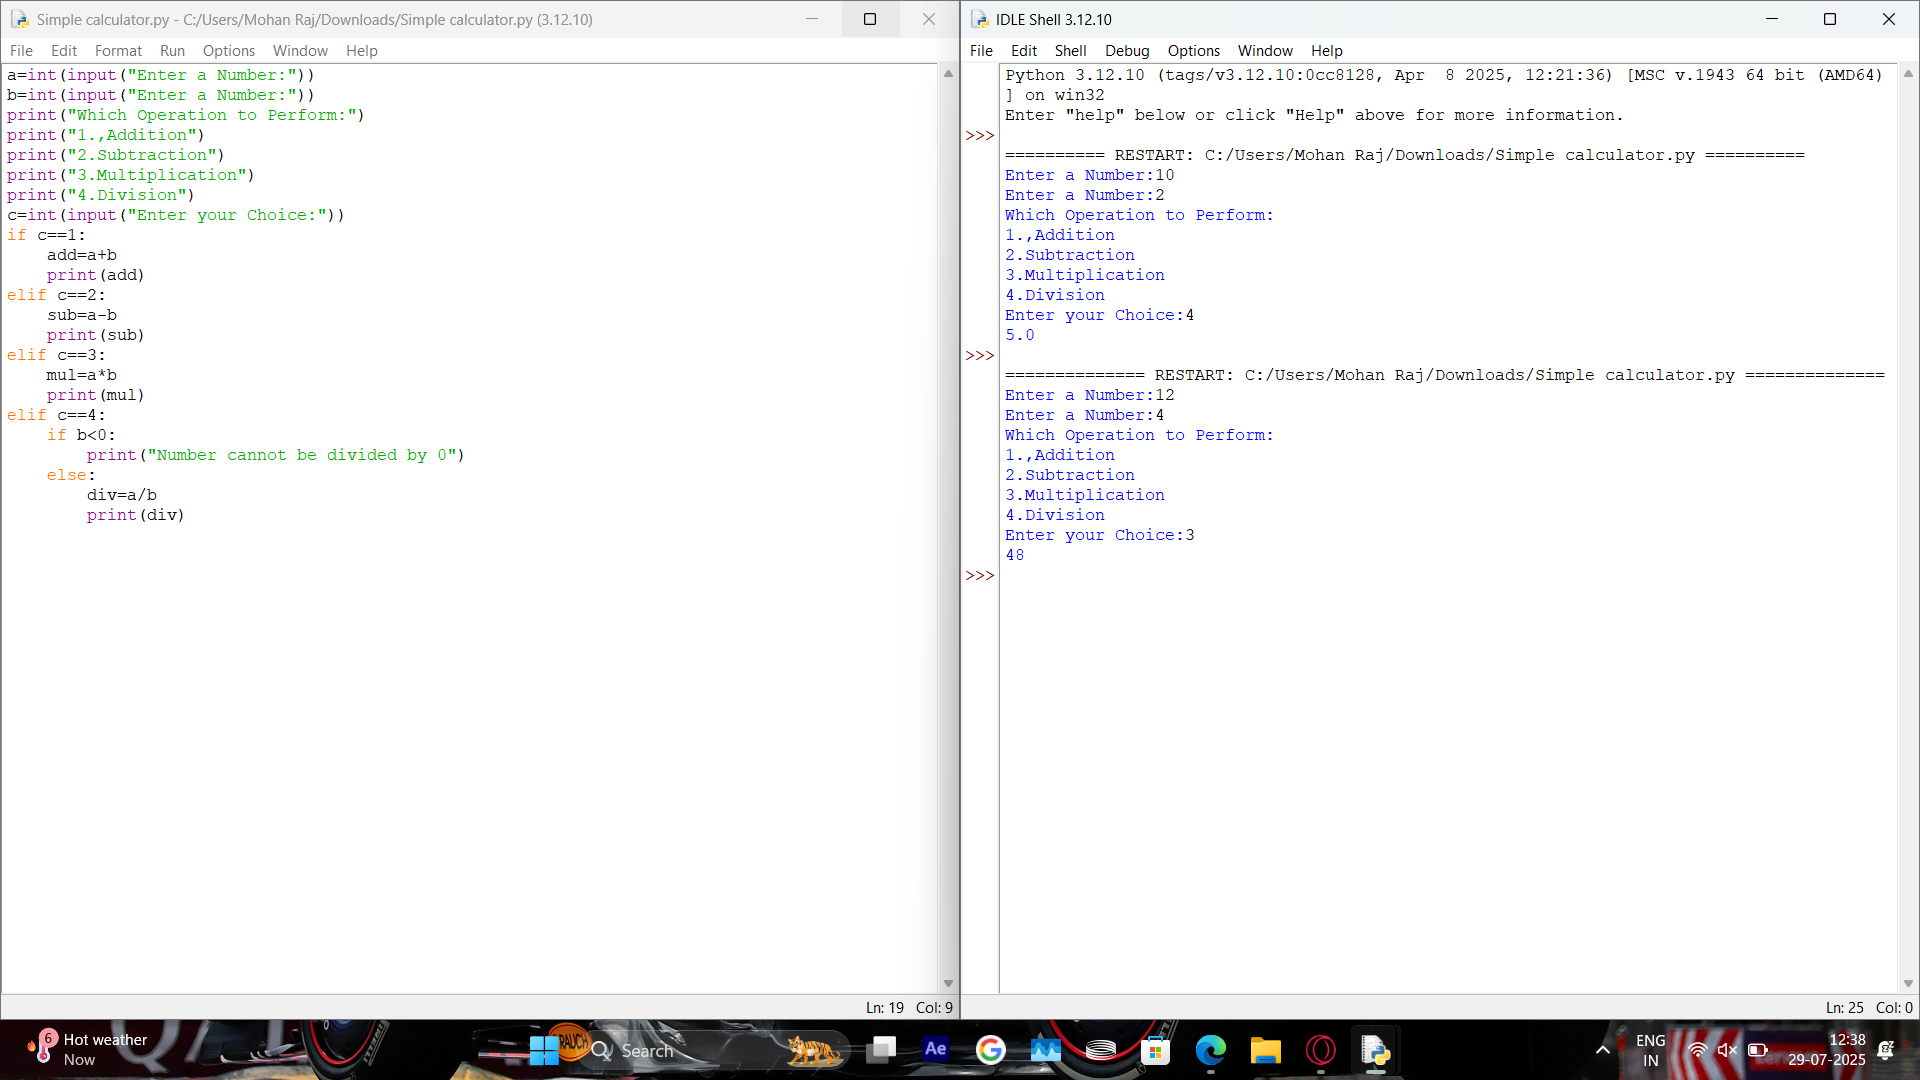 Simple calculator.py - C:/Users/Mohan Raj/Downloads/Simple calculator.py (3.12.10)
File Edit Format Run Options Window Help
a=int(input("Enter a Number:"))
b=int(input("Enter a Number:"))
print("Which Operation to Perform:")
print("1.,Addition")
print("2.Subtraction")
print("3.Multiplication")
print("4.Division")
c=int(input("Enter your Choice:"))
if c==1:
    add=a+b
    print(add)
elif c==2:
    sub=a-b
    print(sub)
elif c==3:
    mul=a*b
    print(mul)
elif c==4:
    if b<0:
        print("Number cannot be divided by 0")
    else:
        div=a/b
        print(div)
Ln: 19 Col: 9
IDLE Shell 3.12.10
File Edit Shell Debug Options Window Help
Python 3.12.10 (tags/v3.12.10:0cc8128, Apr  8 2025, 12:21:36) [MSC v.1943 64 bit (AMD64)
] on win32
Enter "help" below or click "Help" above for more information.
>>>
========== RESTART: C:/Users/Mohan Raj/Downloads/Simple calculator.py ==========
Enter a Number:10
Enter a Number:2
Which Operation to Perform:
1.,Addition
2.Subtraction
3.Multiplication
4.Division
Enter your Choice:4
5.0
>>>
============== RESTART: C:/Users/Mohan Raj/Downloads/Simple calculator.py ==============
Enter a Number:12
Enter a Number:4
Which Operation to Perform:
1.,Addition
2.Subtraction
3.Multiplication
4.Division
Enter your Choice:3
48
>>>
Ln: 25 Col: 0
6
Hot weather
Now
RAUCH
Search
Ae
ENG
IN
12:38
29-07-2025